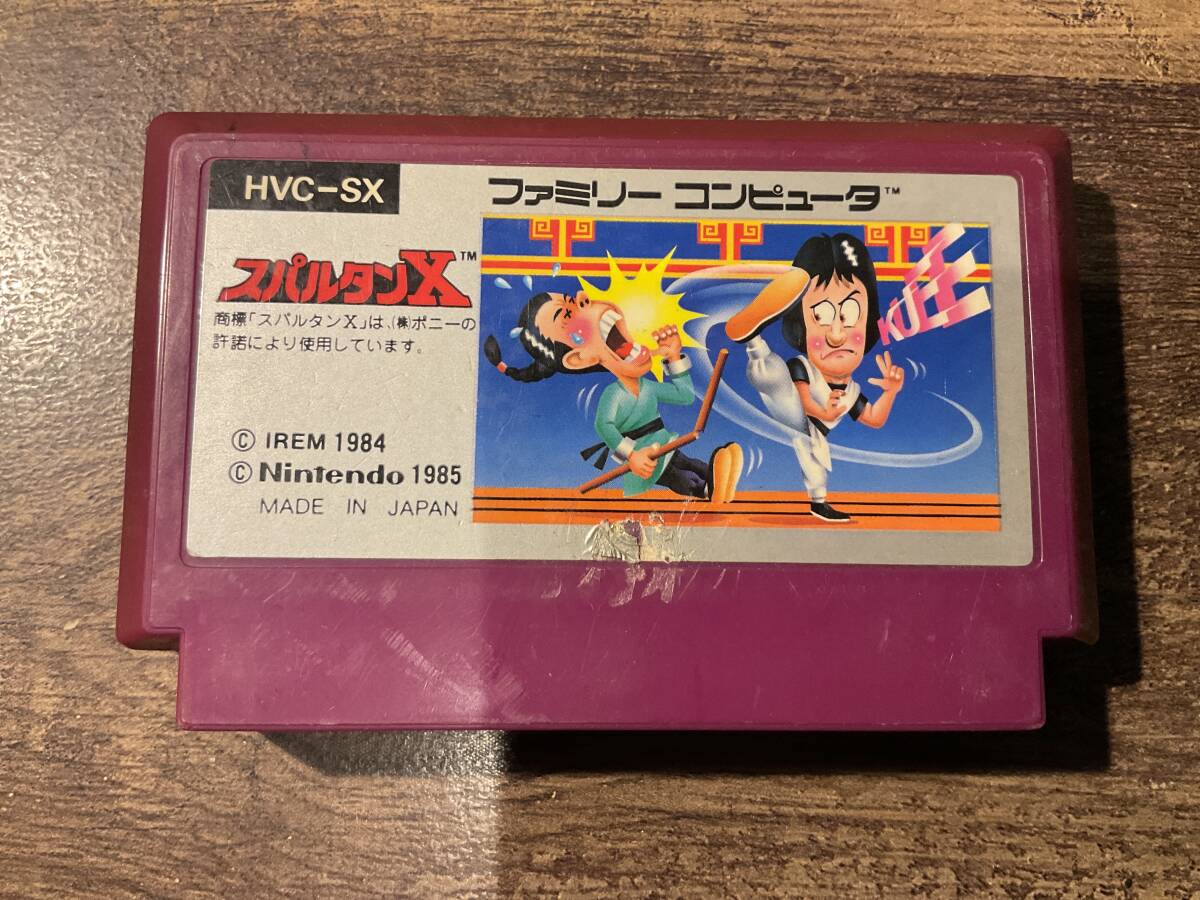 HVC-SX
ファミリー コンピュータ™
スパルタンX™
商標「スパルタンX」は、(株)ポニーの
許諾により使用しています。
© IREM 1984
© Nintendo 1985
MADE IN JAPAN
KUEEE